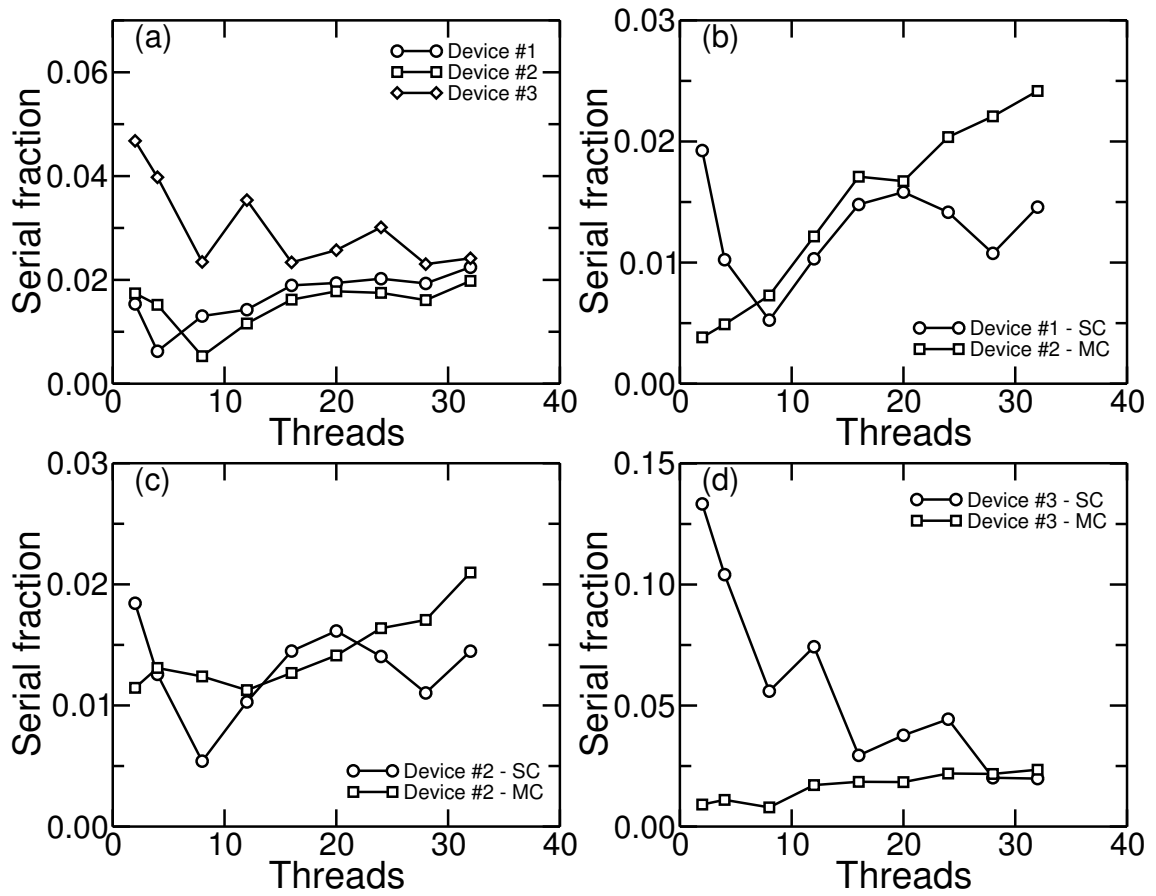 (a)
Device #1
Device #2
Device #3
Serial fraction
0.06
0.04
0.02
0.00
0
10
20
30
40
Threads
(b)
Device #1 - SC
Device #2 - MC
Serial fraction
0.03
0.02
0.01
0.00
0
10
20
30
40
Threads
(c)
Device #2 - SC
Device #2 - MC
Serial fraction
0.03
0.02
0.01
0.00
0
10
20
30
40
Threads
(d)
Device #3 - SC
Device #3 - MC
Serial fraction
0.15
0.10
0.05
0.00
0
10
20
30
40
Threads